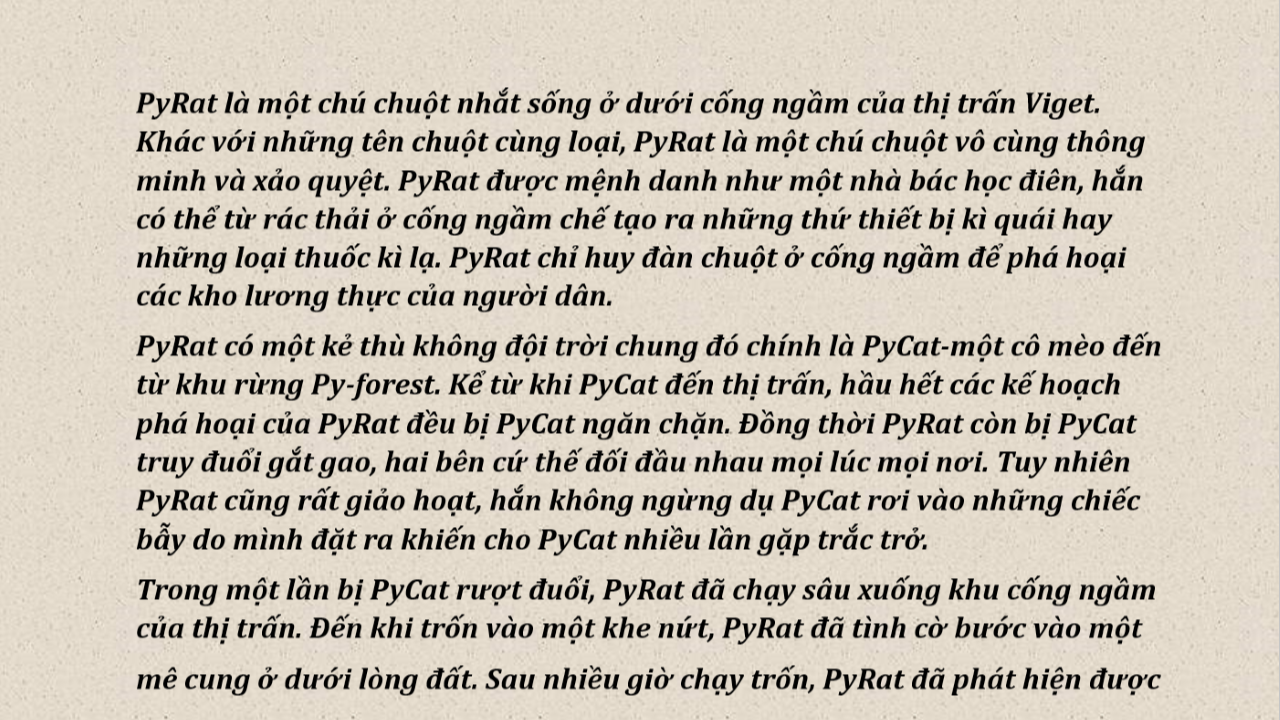 PyRat là một chú chuột nhắt sống ở dưới cống ngầm của thị trấn Viget.
Khác với những tên chuột cùng loại, PyRat là một chú chuột vô cùng thông
minh và xảo quyệt. PyRat được mệnh danh như một nhà bác học điên, hắn
có thể từ rác thải ở cống ngầm chế tạo ra những thứ thiết bị kì quái hay
những loại thuốc kì lạ. PyRat chỉ huy đàn chuột ở cống ngầm để phá hoại
các kho lương thực của người dân.
PyRat có một kẻ thù không đội trời chung đó chính là PyCat-một cô mèo đến
từ khu rừng Py-forest. Kể từ khi PyCat đến thị trấn, hầu hết các kế hoạch
phá hoại của PyRat đều bị PyCat ngăn chặn. Đồng thời PyRat còn bị PyCat
truy đuổi gắt gao, hai bên cứ thế đối đầu nhau mọi lúc mọi nơi. Tuy nhiên
PyRat cũng rất giảo hoạt, hắn không ngừng dụ PyCat rơi vào những chiếc
bẫy do mình đặt ra khiến cho PyCat nhiều lần gặp trắc trở.
Trong một lần bị PyCat rượt đuổi, PyRat đã chạy sâu xuống khu cống ngầm
của thị trấn. Đến khi trốn vào một khe nứt, PyRat đã tình cờ bước vào một
mê cung ở dưới lòng đất. Sau nhiều giờ chạy trốn, PyRat đã phát hiện được